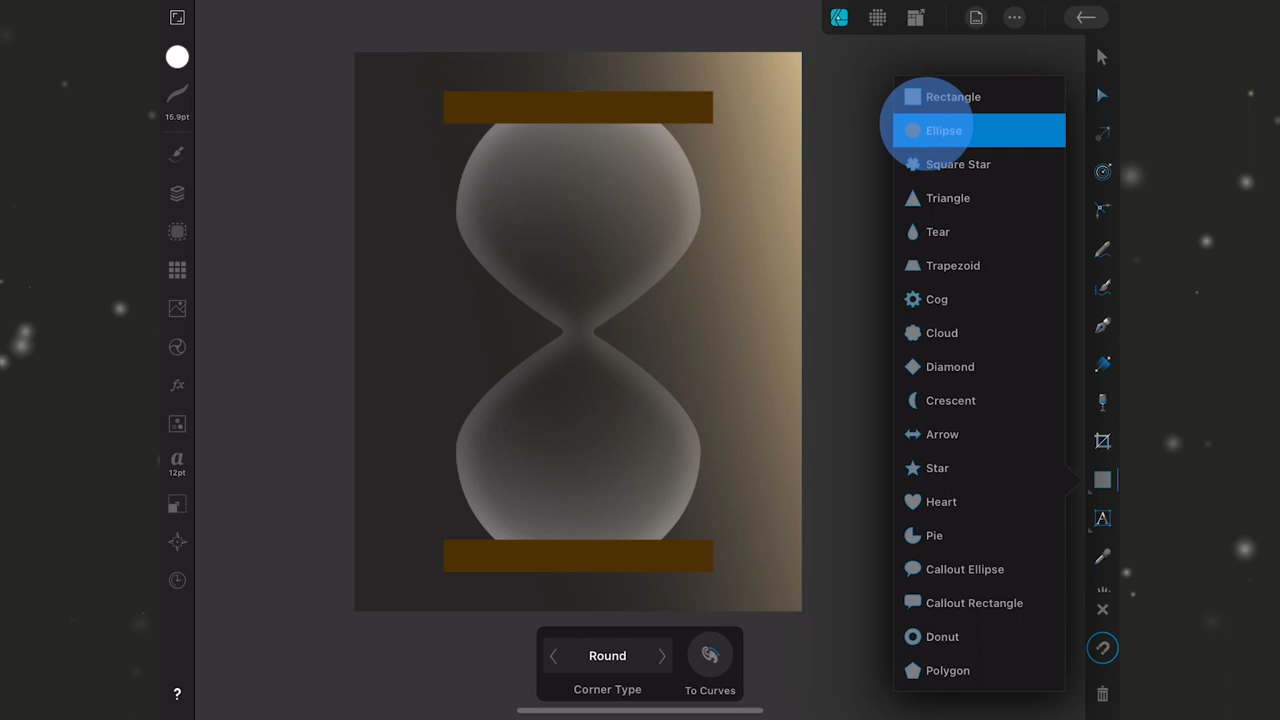 15.9pt
a
12pt
?
Rectangle
Ellipse
Square Star
Triangle
Tear
Trapezoid
Cog
Cloud
Diamond
Crescent
Arrow
Star
Heart
Pie
Callout Ellipse
Callout Rectangle
Donut
Polygon
fx
A
Round
Corner Type
To Curves